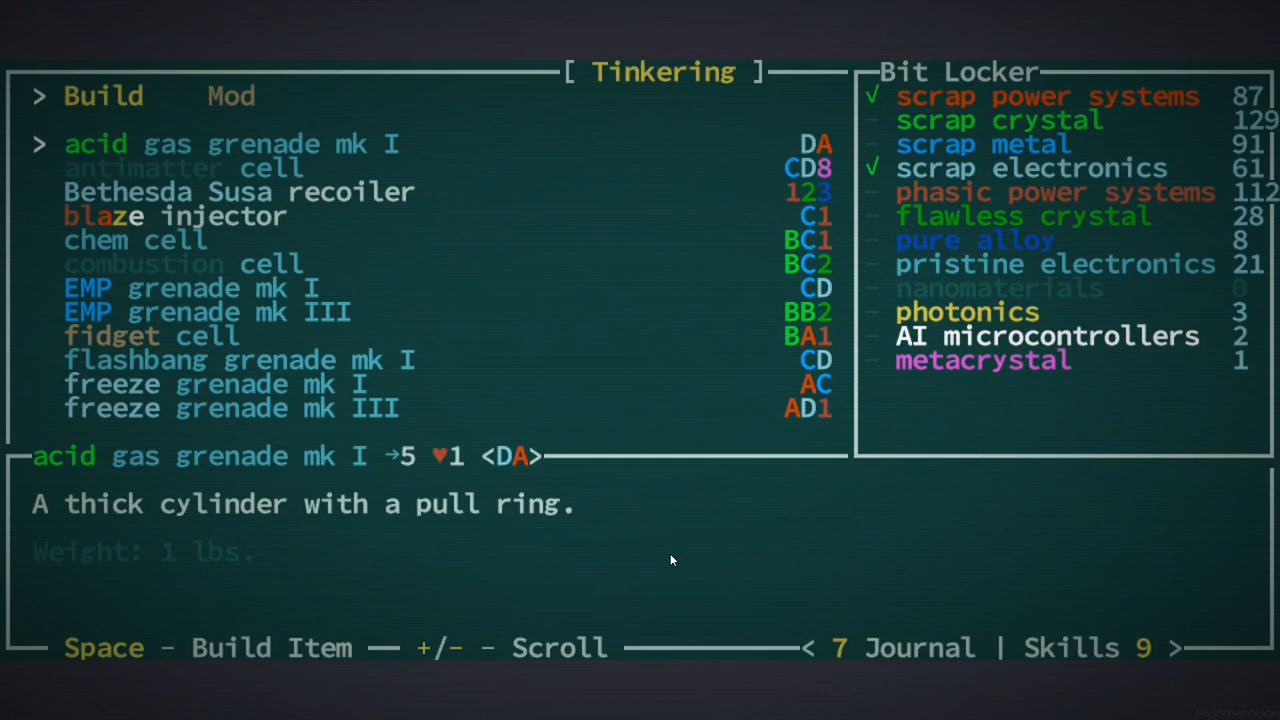 [ Tinkering ]
> Build Mod
> acid gas grenade mk I DA
antimatter cell CD8
Bethesda Susa recoiler 123
blaze injector C1
chem cell BC1
combustion cell BC2
EMP grenade mk I CD
EMP grenade mk III BB2
fidget cell BA1
flashbang grenade mk I CD
freeze grenade mk I AC
freeze grenade mk III AD1
Bit Locker
√ scrap power systems 87
- scrap crystal 129
- scrap metal 91
√ scrap electronics 61
- phasic power systems 112
- flawless crystal 28
- pure alloy 8
- pristine electronics 21
- nanomaterials 0
- photonics 3
- AI microcontrollers 2
- metacrystal 1
acid gas grenade mk I →5 ♥1 <DA>
A thick cylinder with a pull ring.
Weight: 1 lbs.
Space - Build Item +/- - Scroll < 7 Journal | Skills 9 >
PASSTHROUGH